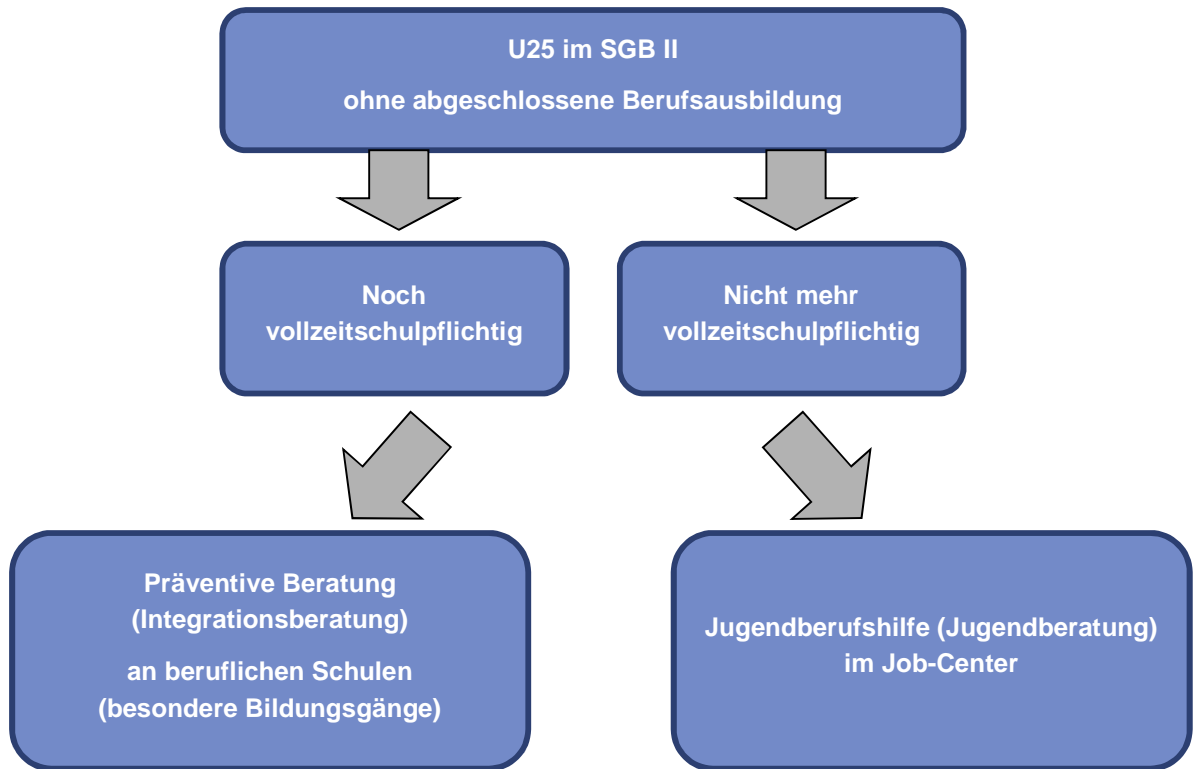 U25 im SGB II
ohne abgeschlossene Berufsausbildung
Noch
vollzeitschulpflichtig
Nicht mehr
vollzeitschulpflichtig
Präventive Beratung
(Integrationsberatung)
an beruflichen Schulen
(besondere Bildungsgänge)
Jugendberufshilfe (Jugendberatung)
im Job-Center